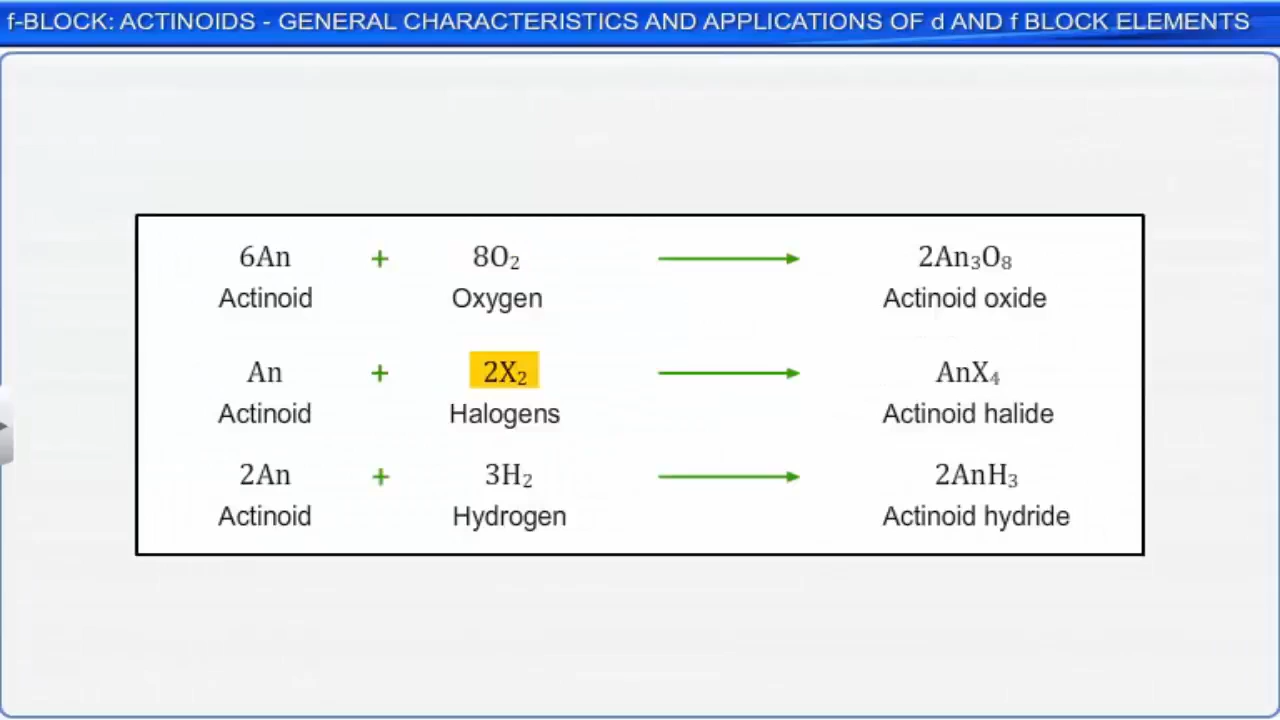 f-BLOCK: ACTINOIDS - GENERAL CHARACTERISTICS AND APPLICATIONS OF d AND f BLOCK ELEMENTS
6An + 8O₂ ⟶ 2An₃O₈
Actinoid Oxygen Actinoid oxide
An + 2X₂ ⟶ AnX₄
Actinoid Halogens Actinoid halide
2An + 3H₂ ⟶ 2AnH₃
Actinoid Hydrogen Actinoid hydride